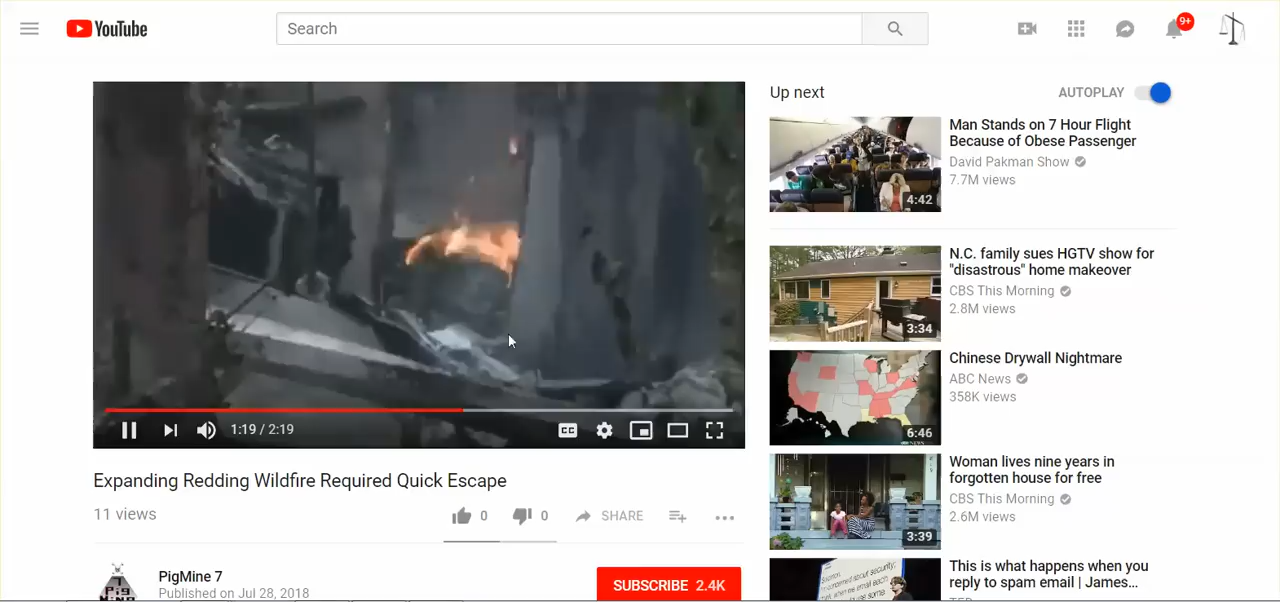 YouTube
Search
9+
Up next
AUTOPLAY
Man Stands on 7 Hour Flight
Because of Obese Passenger
David Pakman Show
7.7M views
4:42
N.C. family sues HGTV show for
"disastrous" home makeover
CBS This Morning
2.8M views
3:34
Chinese Drywall Nightmare
ABC News
358K views
6:46
Woman lives nine years in
forgotten house for free
CBS This Morning
2.6M views
3:39
This is what happens when you
reply to spam email | James...
1:19 / 2:19
CC
Expanding Redding Wildfire Required Quick Escape
11 views
0
0
SHARE
PigMine 7
Published on Jul 28, 2018
SUBSCRIBE 2.4K